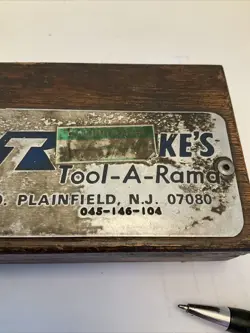 KE'S
Tool-A-Rama
O. PLAINFIELD, N.J. 07080
045-146-104